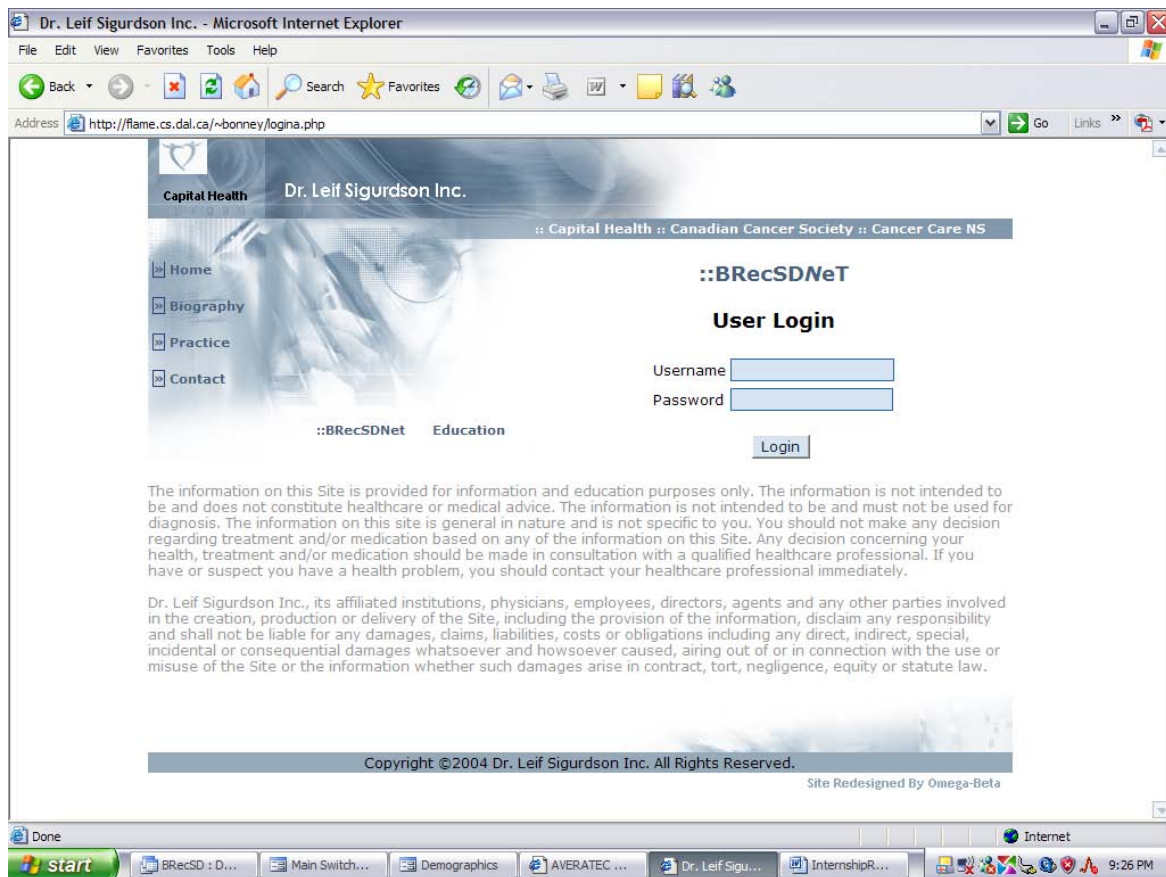 Dr. Leif Sigurdson Inc. - Microsoft Internet Explorer
File Edit View Favorites Tools Help
Back Search Favorites
Address http://flame.cs.dal.ca/~bonney/logina.php Go Links »
Capital Health
Dr. Leif Sigurdson Inc.
:: Capital Health :: Canadian Cancer Society :: Cancer Care NS
» Home
» Biography
» Practice
» Contact
::BRecSDNet Education
::BRecSDNeT
User Login
Username
Password
Login
The information on this Site is provided for information and education purposes only. The information is not intended to
be and does not constitute healthcare or medical advice. The information is not intended to be and must not be used for
diagnosis. The information on this site is general in nature and is not specific to you. You should not make any decision
regarding treatment and/or medication based on any of the information on this Site. Any decision concerning your
health, treatment and/or medication should be made in consultation with a qualified healthcare professional. If you
have or suspect you have a health problem, you should contact your healthcare professional immediately.
Dr. Leif Sigurdson Inc., its affiliated institutions, physicians, employees, directors, agents and any other parties involved
in the creation, production or delivery of the Site, including the provision of the information, disclaim any responsibility
and shall not be liable for any damages, claims, liabilities, costs or obligations including any direct, indirect, special,
incidental or consequential damages whatsoever and howsoever caused, airing out of or in connection with the use or
misuse of the Site or the information whether such damages arise in contract, tort, negligence, equity or statute law.
Copyright ©2004 Dr. Leif Sigurdson Inc. All Rights Reserved.
Site Redesigned By Omega-Beta
Done Internet
start BRecSD : D... Main Switch... Demographics AVERATEC ... Dr. Leif Sigu... InternshipR... 9:26 PM